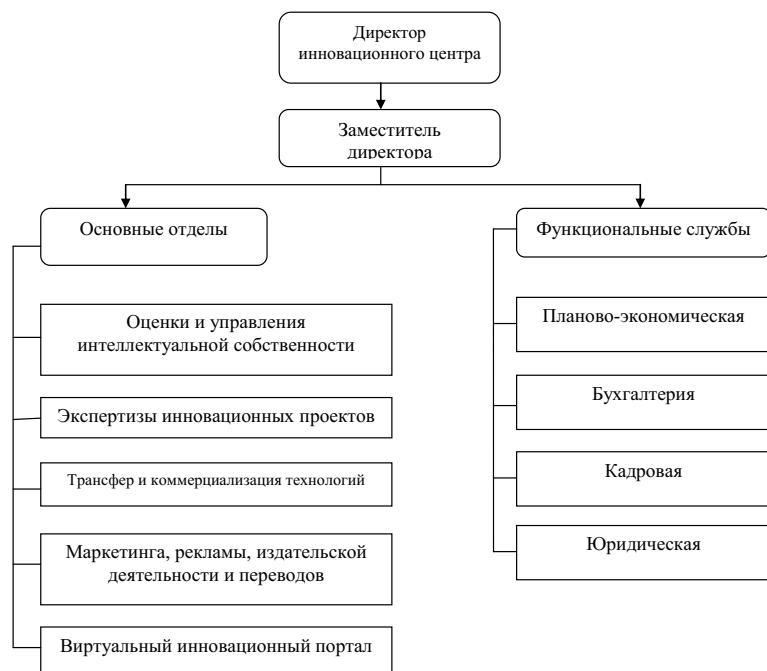 Директор
инновационного центра
Заместитель
директора
Основные отделы
Функциональные службы
Оценки и управления
интеллектуальной собственности
Экспертизы инновационных проектов
Трансфер и коммерциализация технологий
Маркетинга, рекламы, издательской
деятельности и переводов
Виртуальный инновационный портал
Планово-экономическая
Бухгалтерия
Кадровая
Юридическая